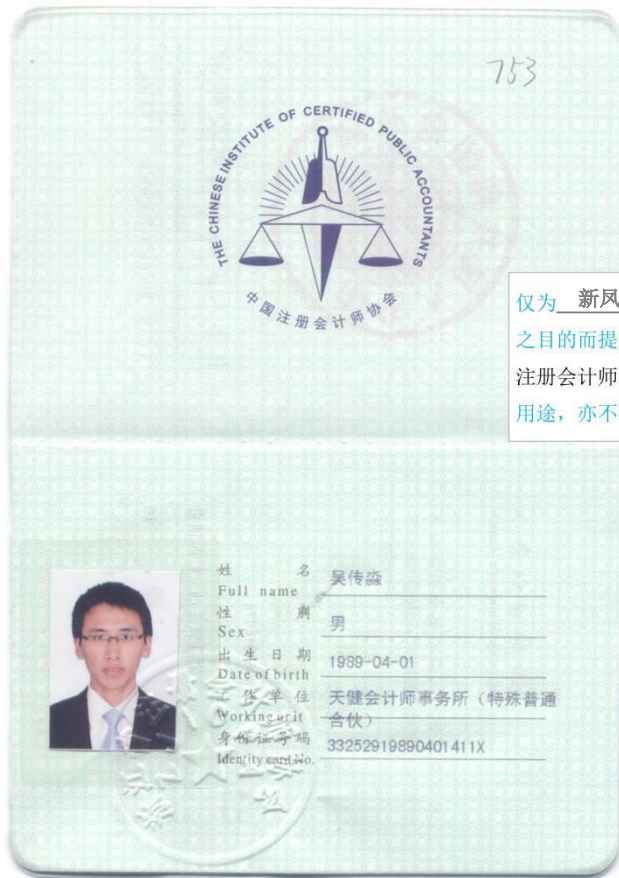 753
THE CHINESE INSTITUTE OF CERTIFIED PUBLIC ACCOUNTANTS
中国注册会计师协会
仅为 新凤
之目的而提
注册会计师
用途，亦不
姓 名 吴传淼
Full name
性 别 男
Sex
出生日期 1989-04-01
Date of birth
工作单位 天健会计师事务所（特殊普通
Working unit 合伙）
身份证号码 33252919890401411X
Identity card No.